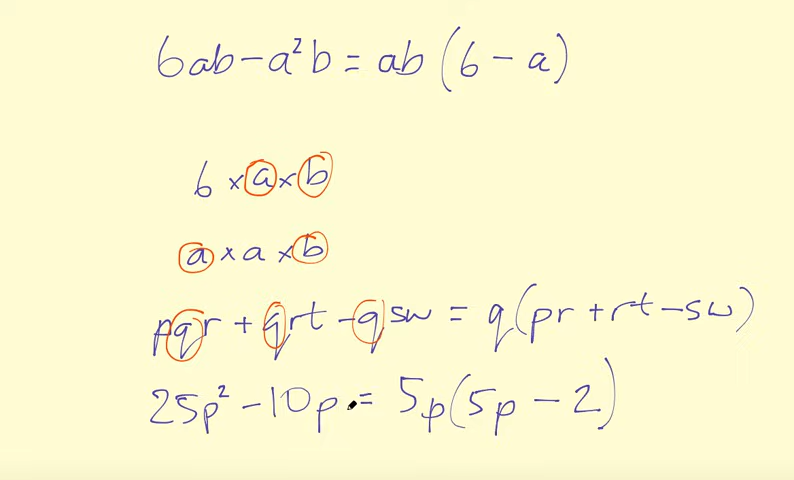 6ab - a²b = ab (6 - a)
6 × a × b
a × a × b
pqr + qrt - qsw = q(pr + rt - sw)
25p² - 10p = 5p(5p - 2)